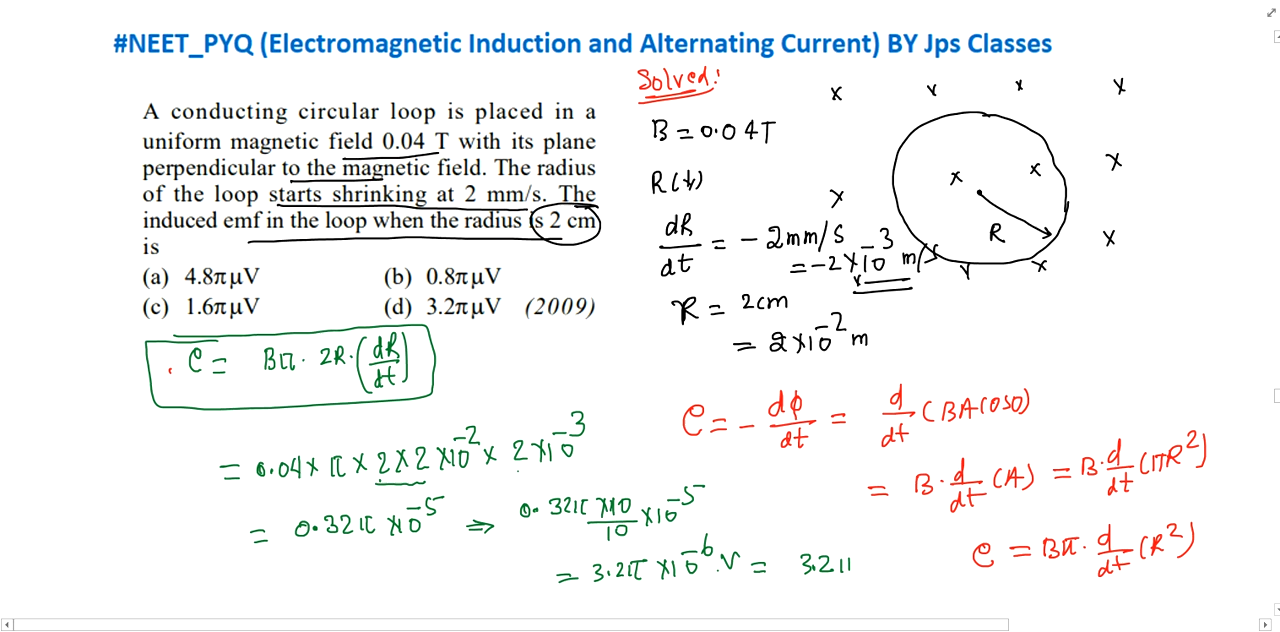 #NEET_PYQ (Electromagnetic Induction and Alternating Current) BY Jps Classes
A conducting circular loop is placed in a
uniform magnetic field 0.04 T with its plane
perpendicular to the magnetic field. The radius
of the loop starts shrinking at 2 mm/s. The
induced emf in the loop when the radius is 2 cm
is
(a) 4.8πμV (b) 0.8πμV
(c) 1.6πμV (d) 3.2πμV (2009)
e = Bπ · 2R · (dR/dt)
= 0.04 × π × 2 × 2 × 10⁻² × 2 × 10⁻³
= 0.32π × 10⁻⁵ ⇒ 0.32π × 10/10 × 10⁻⁵
= 3.2π × 10⁻⁶ V = 3.2π
Solved:
B = 0.04T
R(t)
dR/dt = -2mm/s
= -2×10⁻³ m/s
R = 2cm
= 2×10⁻² m
x x x x
x x x
x R x
x x
e = - dϕ/dt = d/dt (BA cos0)
= B · d/dt (A) = B · d/dt (πR²)
e = Bπ · d/dt (R²)